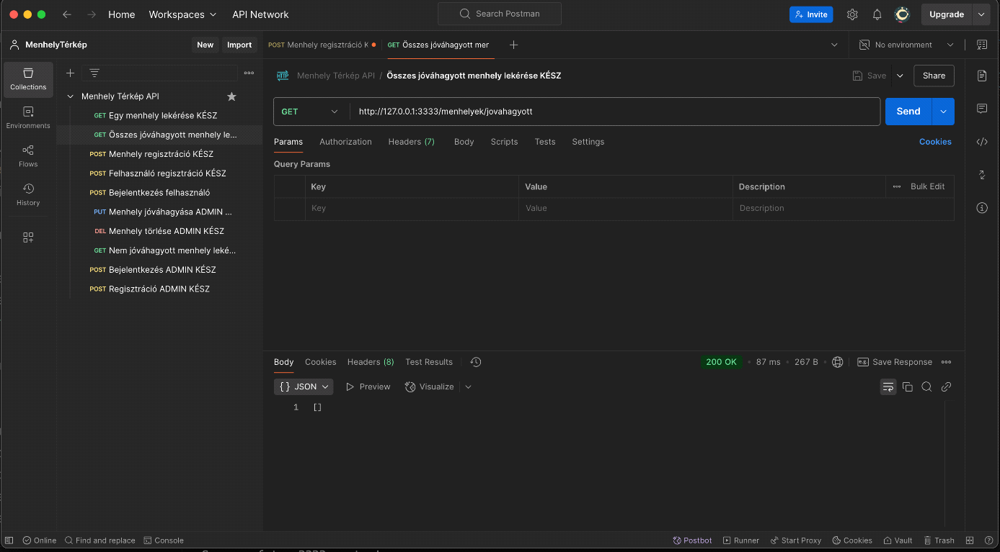 Home Workspaces API Network Search Postman Invite Upgrade
MenhelyTérkép New Import POST Menhely regisztráció K GET Összes jóváhagyott mer No environment
Collections
Environments
Flows
History
Menhely Térkép API
GET Egy menhely lekérése KÉSZ
GET Összes jóváhagyott menhely le...
POST Menhely regisztráció KÉSZ
POST Felhasználó regisztráció KÉSZ
POST Bejelentkezés felhasználó
PUT Menhely jóváhagyása ADMIN ...
DEL Menhely törlése ADMIN KÉSZ
GET Nem jóváhagyott menhely leké...
POST Bejelentkezés ADMIN KÉSZ
POST Regisztráció ADMIN KÉSZ
HTTP Menhely Térkép API / Összes jóváhagyott menhely lekérése KÉSZ Save Share
GET http://127.0.0.1:3333/menhelyek/jovahagyott Send
Params Authorization Headers (7) Body Scripts Tests Settings Cookies
Query Params
Key Value Description Bulk Edit
Key Value Description
Body Cookies Headers (8) Test Results 200 OK • 87 ms • 267 B • e.g. Save Response
{} JSON Preview Visualize
1 []
Online Find and replace Console Postbot Runner Start Proxy Cookies Vault Trash